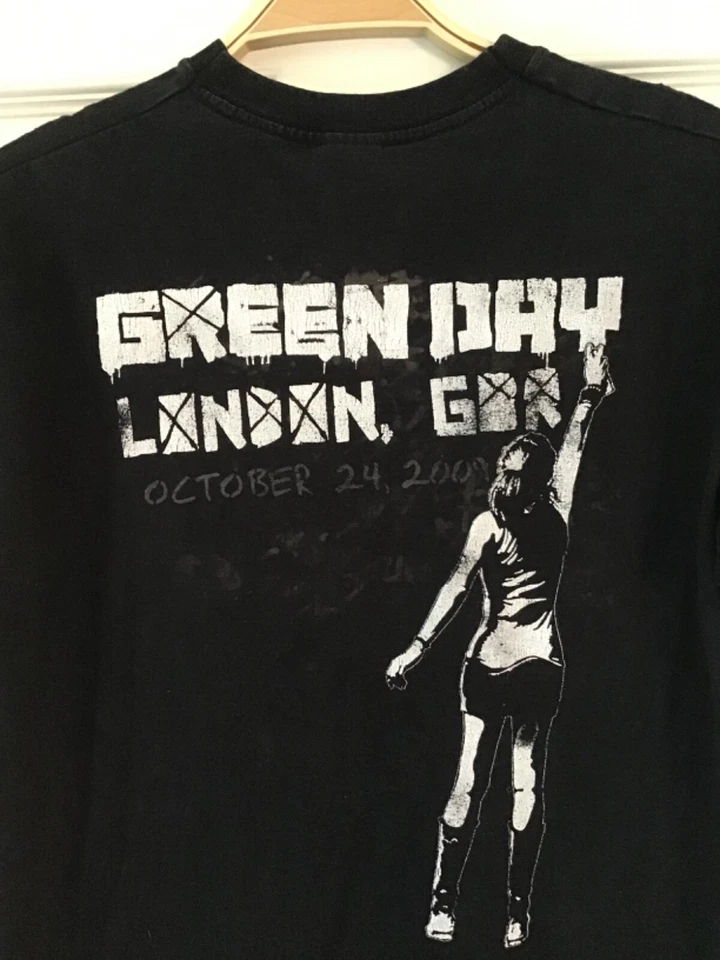 GREEN DAY
LONDON, GBR
OCTOBER 24, 2009